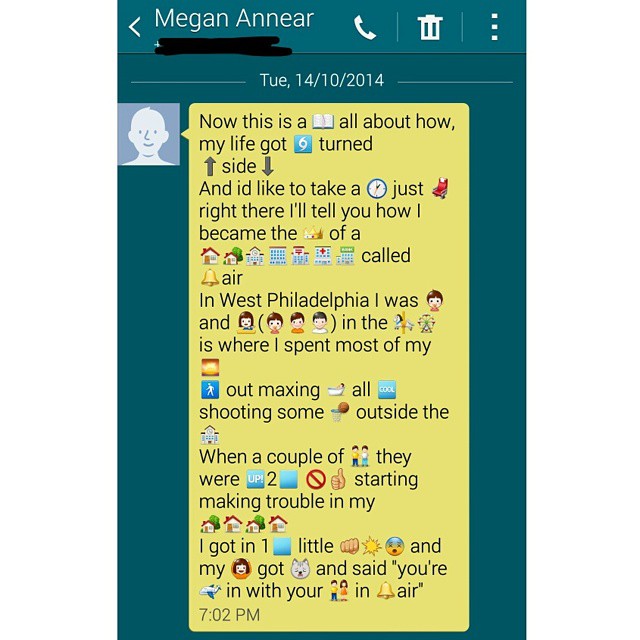 Megan Annear
Tue, 14/10/2014
Now this is a 📖 all about how,
my life got 🌀 turned
⬆side⬇
And id like to take a 🕐 just 💺
right there I'll tell you how I
became the 👑 of a
🏠🏡🏫🏢🏣🏥🏦 called
🔔air
In West Philadelphia I was 👶
and 👩(👶👦👨) in the 🎠🎡
is where I spent most of my
🌅
🚶 out maxing 🛀 all 🆒
shooting some 🏀 outside the
🏫
When a couple of 👬 they
were 🆙2🟦 🚫👍 starting
making trouble in my
🏡🏠🏡🏠
I got in 1🟦 little 👊💥😨 and
my 🙆 got 🐺 and said "you're
🛩 in with your 👫 in 🔔air"
7:02 PM